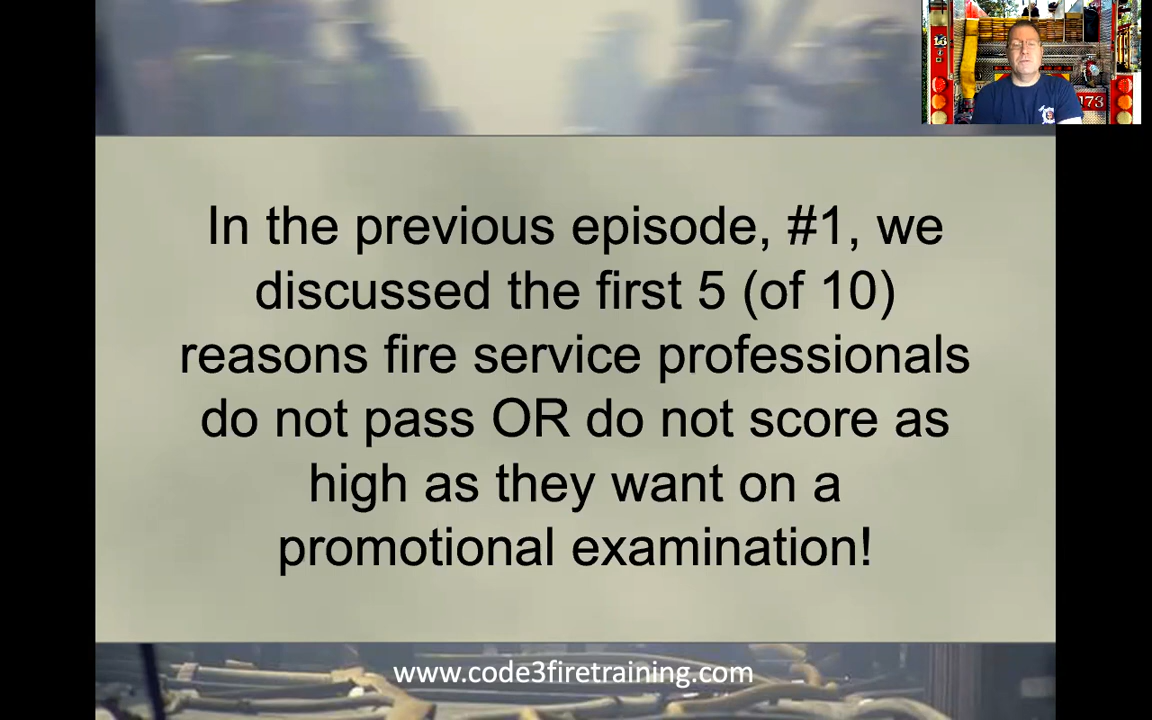 In the previous episode, #1, we
discussed the first 5 (of 10)
reasons fire service professionals
do not pass OR do not score as
high as they want on a
promotional examination!
www.code3firetraining.com
173